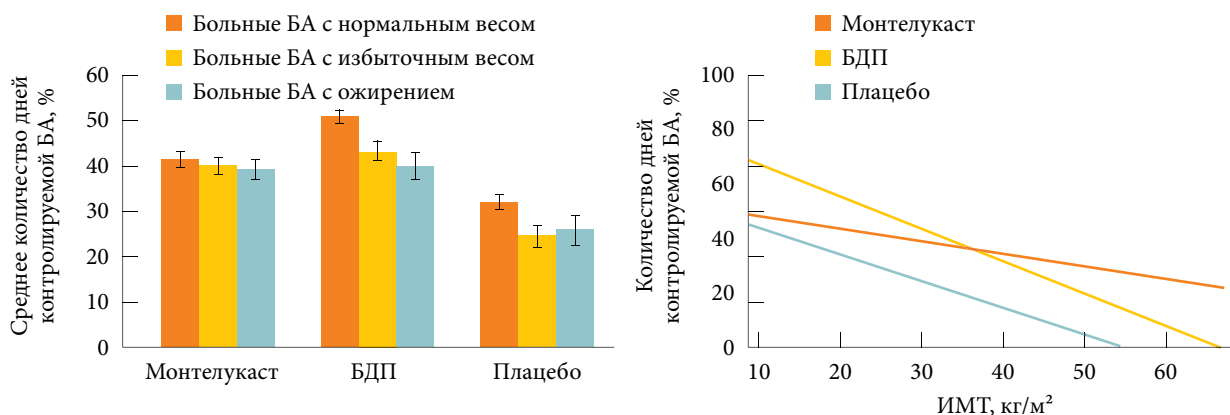 Больные БА с нормальным весом
Больные БА с избыточным весом
Больные БА с ожирением
Среднее количество дней
контролируемой БА, %
60
50
40
30
20
10
0
Монтелукаст
БДП
Плацебо
Монтелукаст
БДП
Плацебо
Количество дней
контролируемой БА, %
100
80
60
40
20
0
10
20
30
40
50
60
ИМТ, кг/м²